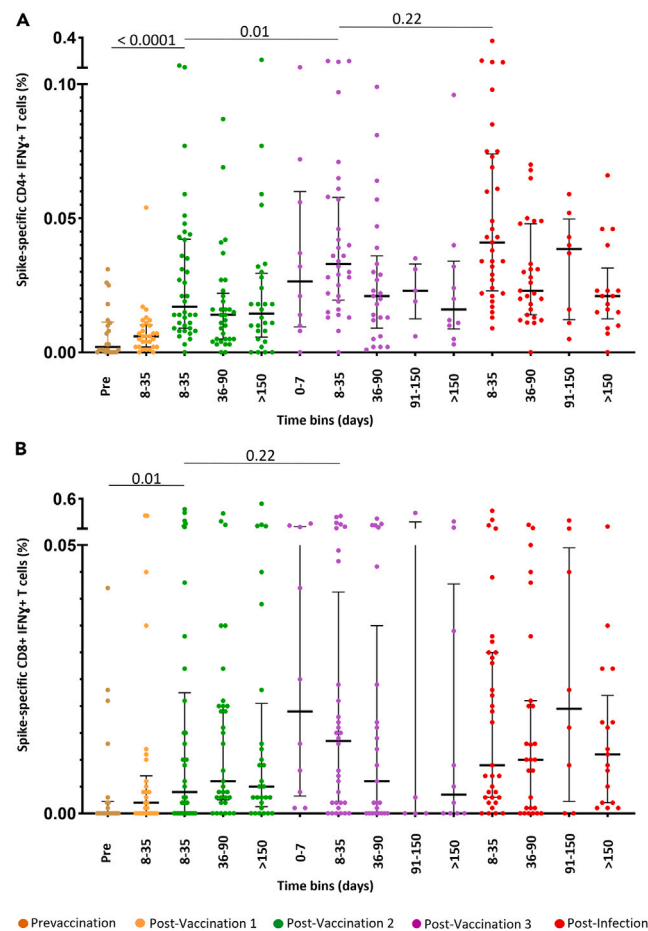 A
0.22
0.01
< 0.0001
0.4
0.10
0.05
0.00
Spike-specific CD4+ IFNɣ+ T cells (%)
Pre 8-35 8-35 36-90 >150 0-7 8-35 36-90 91-150 >150 8-35 36-90 91-150 >150
Time bins (days)
B
0.22
0.01
0.6
0.05
0.00
Spike-specific CD8+ IFNɣ+ T cells (%)
Pre 8-35 8-35 36-90 >150 0-7 8-35 36-90 91-150 >150 8-35 36-90 91-150 >150
Time bins (days)
Prevaccination Post-Vaccination 1 Post-Vaccination 2 Post-Vaccination 3 Post-Infection